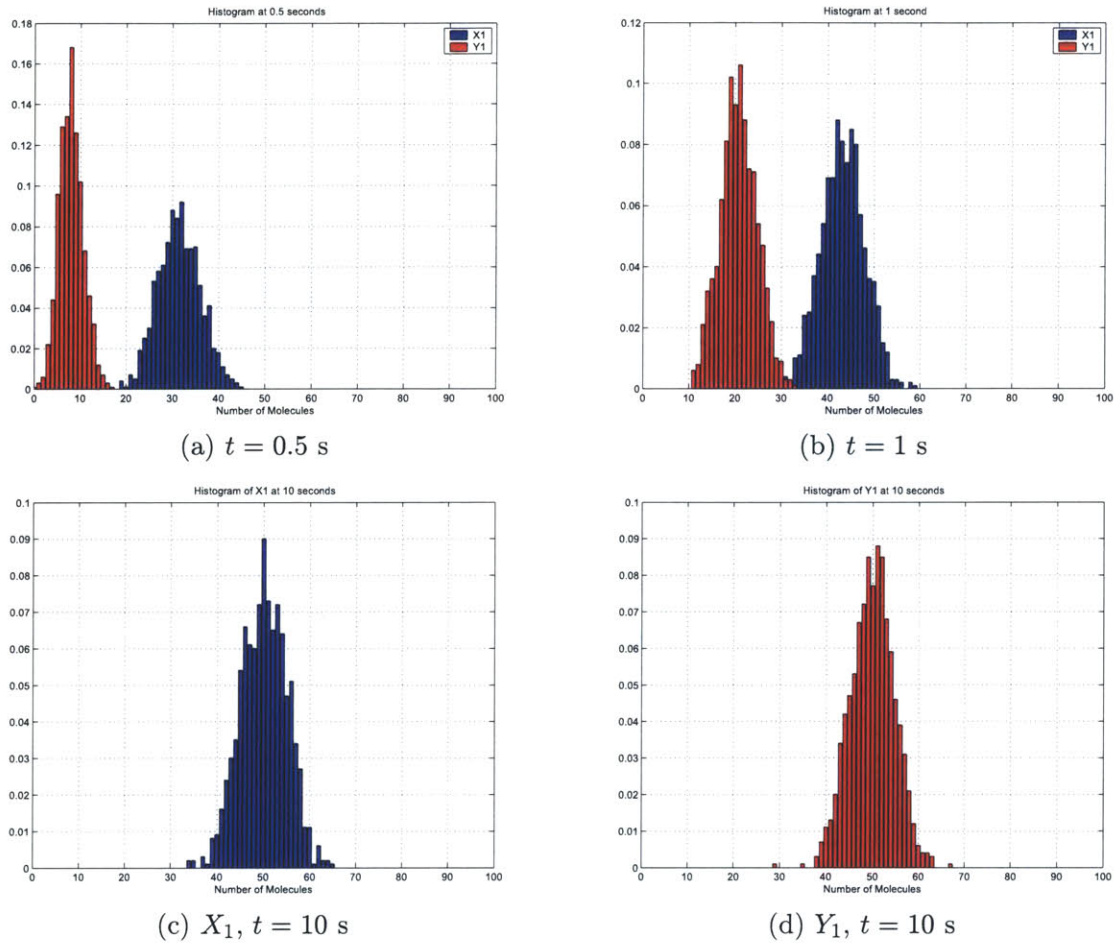 Histogram at 0.5 seconds
0.18
0.16
0.14
0.12
0.1
0.08
0.06
0.04
0.02
0
X1
Y1
0 10 20 30 40 50 60 70 80 90 100
Number of Molecules
(a) t = 0.5 s
Histogram at 1 second
0.12
0.1
0.08
0.06
0.04
0.02
0
X1
Y1
0 10 20 30 40 50 60 70 80 90 100
Number of Molecules
(b) t = 1 s
Histogram of X1 at 10 seconds
0.1
0.09
0.08
0.07
0.06
0.05
0.04
0.03
0.02
0.01
0
0 10 20 30 40 50 60 70 80 90 100
Number of Molecules
(c) X₁, t = 10 s
Histogram of Y1 at 10 seconds
0.1
0.09
0.08
0.07
0.06
0.05
0.04
0.03
0.02
0.01
0
0 10 20 30 40 50 60 70 80 90 100
Number of Molecules
(d) Y₁, t = 10 s